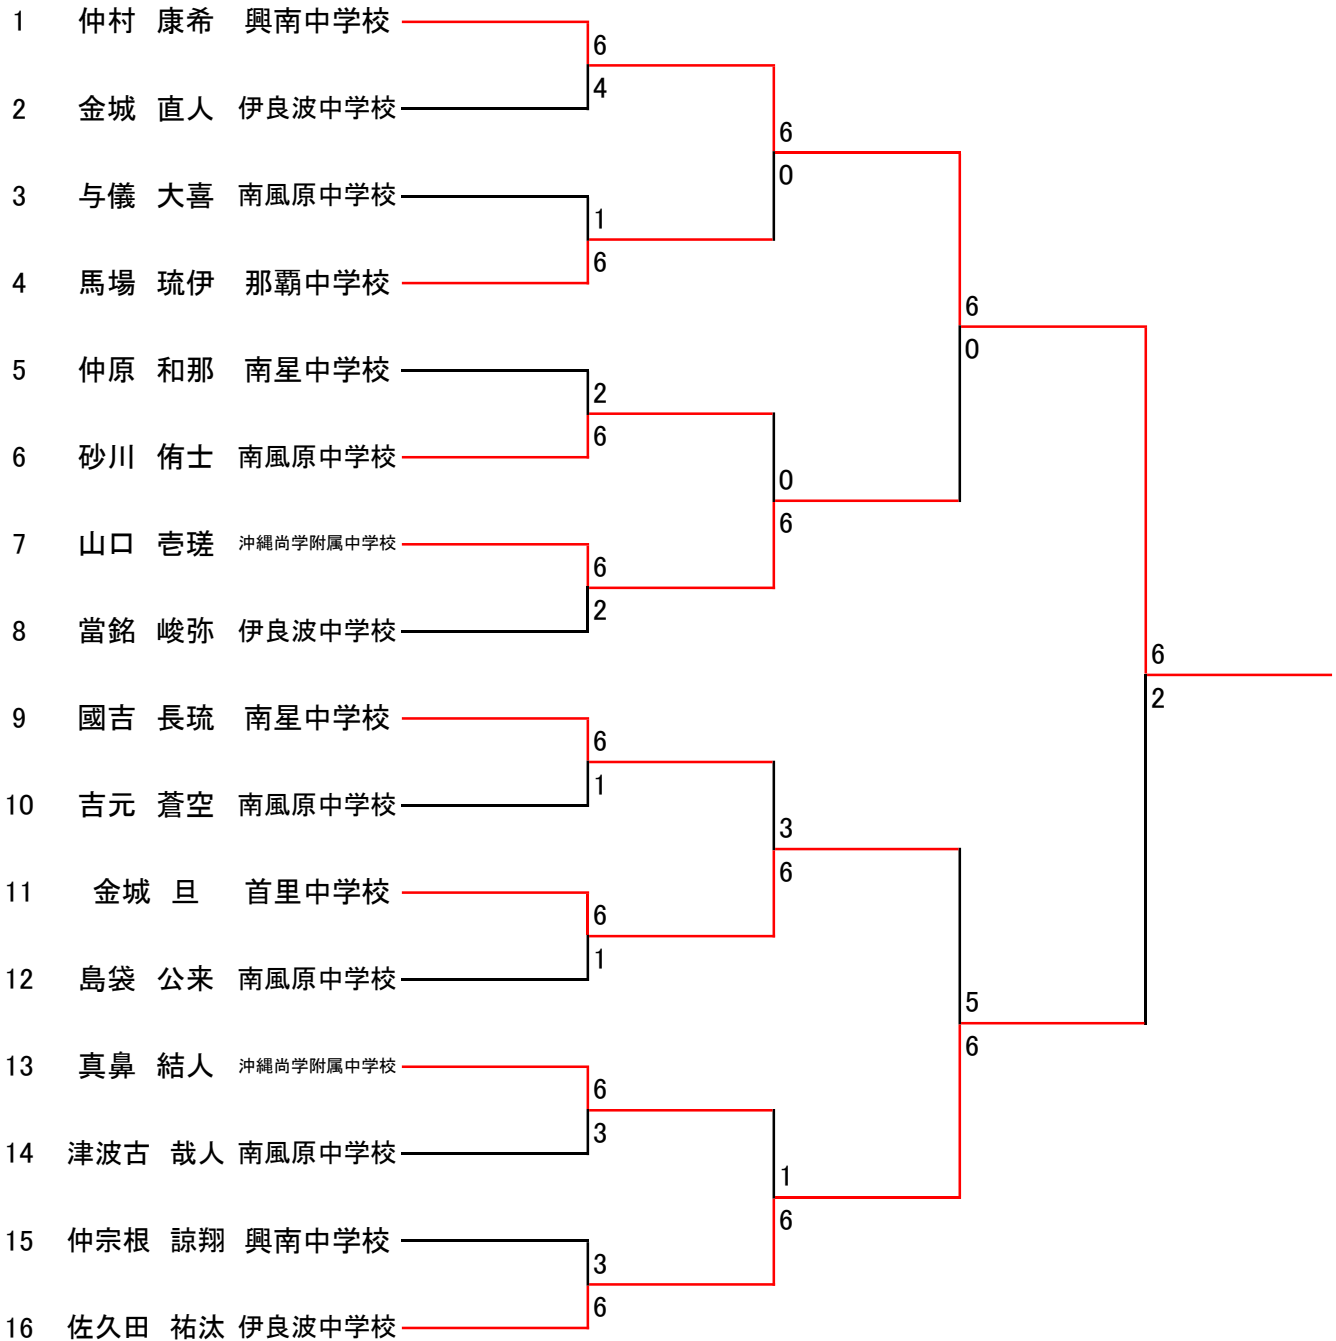 1 仲村 康希 興南中学校
6
4
2 金城 直人 伊良波中学校
6
0
3 与儀 大喜 南風原中学校
1
6
4 馬場 琉伊 那覇中学校
6
0
5 仲原 和那 南星中学校
2
6
6 砂川 侑士 南風原中学校
0
6
7 山口 壱瑳 沖縄尚学附属中学校
6
2
8 當銘 峻弥 伊良波中学校
6
2
9 國吉 長琉 南星中学校
6
1
10 吉元 蒼空 南風原中学校
3
6
11 金城 旦 首里中学校
6
1
12 島袋 公来 南風原中学校
5
6
13 真鼻 結人 沖縄尚学附属中学校
6
3
14 津波古 哉人 南風原中学校
1
6
15 仲宗根 諒翔 興南中学校
3
6
16 佐久田 祐汰 伊良波中学校